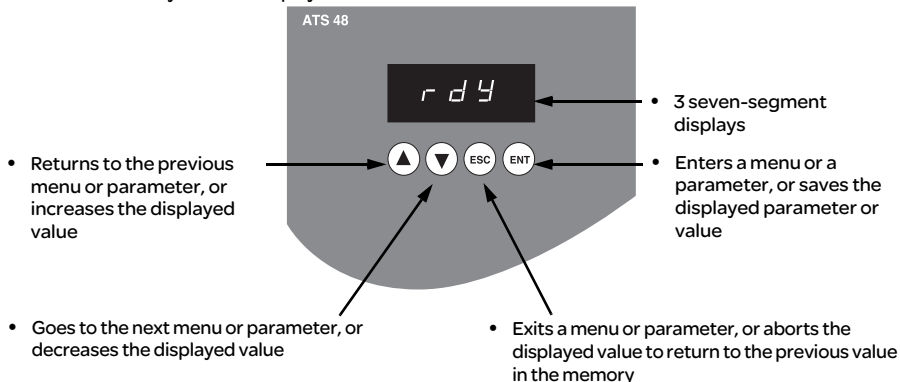 ATS 48
rdY
• 3 seven-segment
displays
• Returns to the previous
menu or parameter, or
increases the displayed
value
ESC
ENT
• Enters a menu or a
parameter, or saves the
displayed parameter or
value
• Goes to the next menu or parameter, or
decreases the displayed value
• Exits a menu or parameter, or aborts the
displayed value to return to the previous value
in the memory